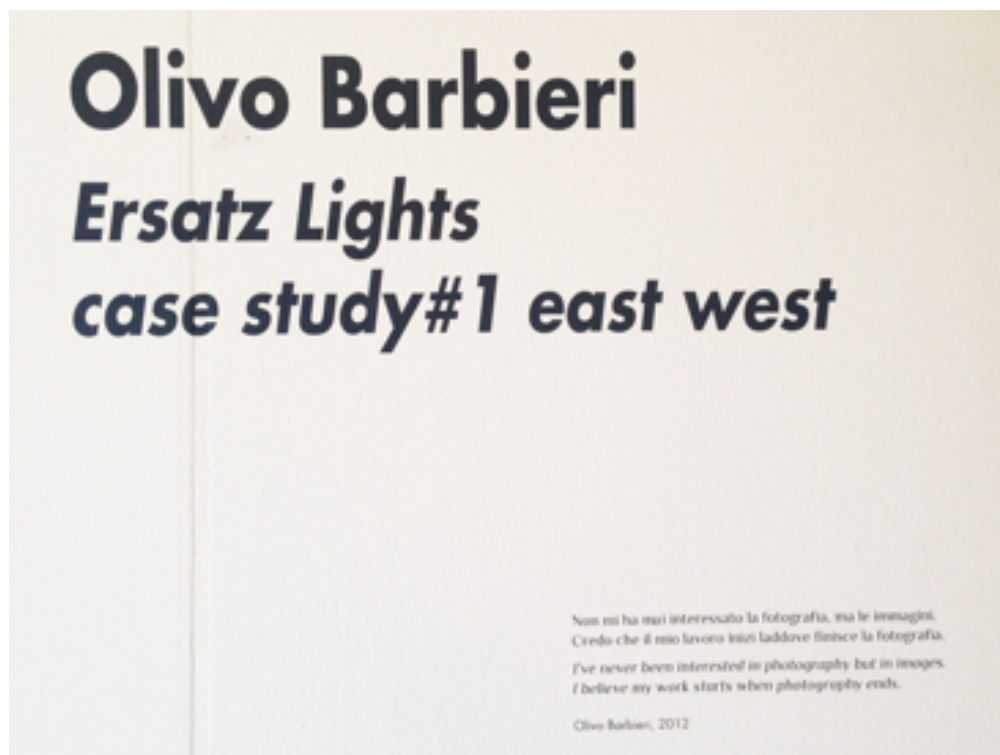 Olivo Barbieri
Ersatz Lights
case study#1 east west
Non mi ha mai interessato la fotografia, ma le immagini.
Credo che il mio lavoro inizi laddove finisce la fotografia.
I've never been interested in photography but in images.
I believe my work starts when photography ends.
Olivo Barbieri, 2012